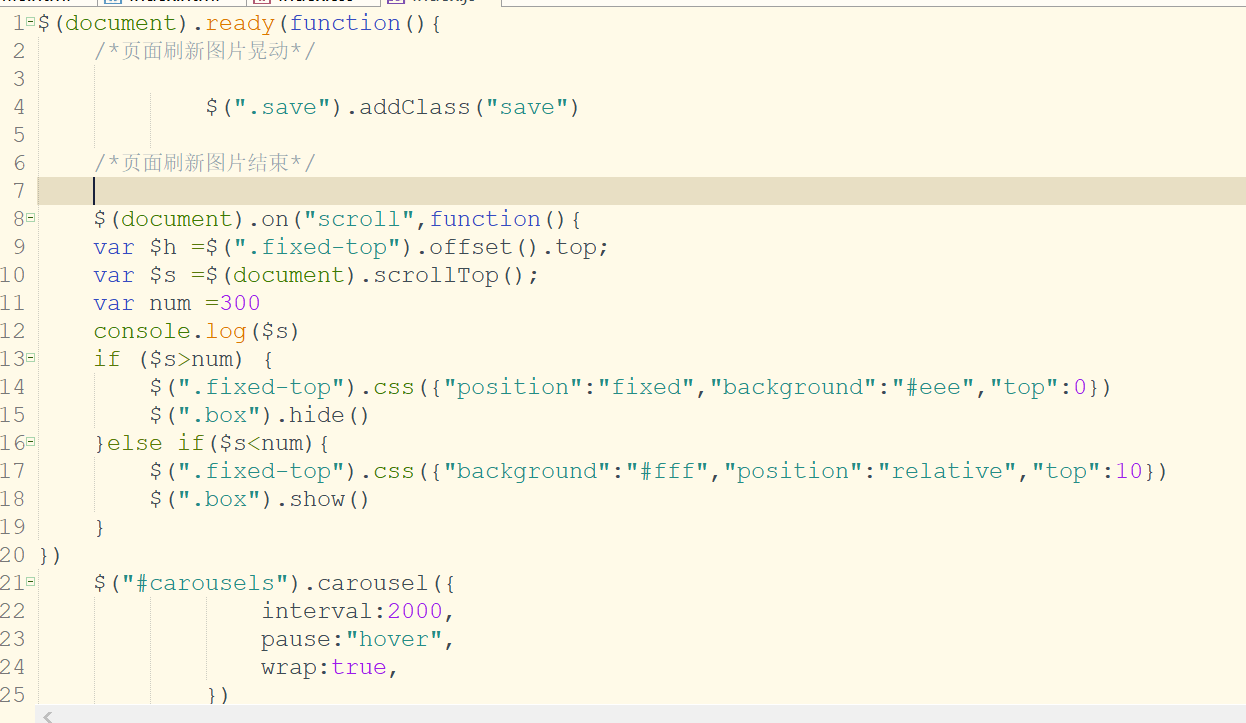 1 $(document).ready(function(){
2 /*页面刷新图片晃动*/
3
4 $(".save").addClass("save")
5
6 /*页面刷新图片结束*/
7
8 $(document).on("scroll",function(){
9 var $h =$(".fixed-top").offset().top;
10 var $s =$(document).scrollTop();
11 var num =300
12 console.log($s)
13 if ($s>num) {
14 $(".fixed-top").css({"position":"fixed","background":"#eee","top":0})
15 $(".box").hide()
16 }else if($s<num){
17 $(".fixed-top").css({"background":"#fff","position":"relative","top":10})
18 $(".box").show()
19 }
20 })
21 $("#carousels").carousel({
22 interval:2000,
23 pause:"hover",
24 wrap:true,
25 })